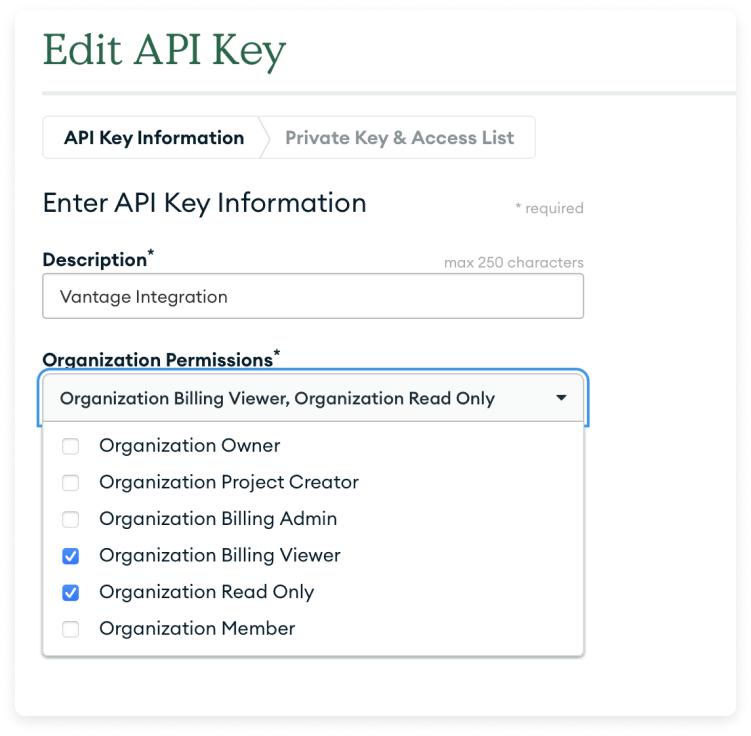 Edit API Key
API Key Information
Private Key & Access List
Enter API Key Information
* required
Description*
max 250 characters
Vantage Integration
Organization Permissions*
Organization Billing Viewer, Organization Read Only
Organization Owner
Organization Project Creator
Organization Billing Admin
Organization Billing Viewer
Organization Read Only
Organization Member